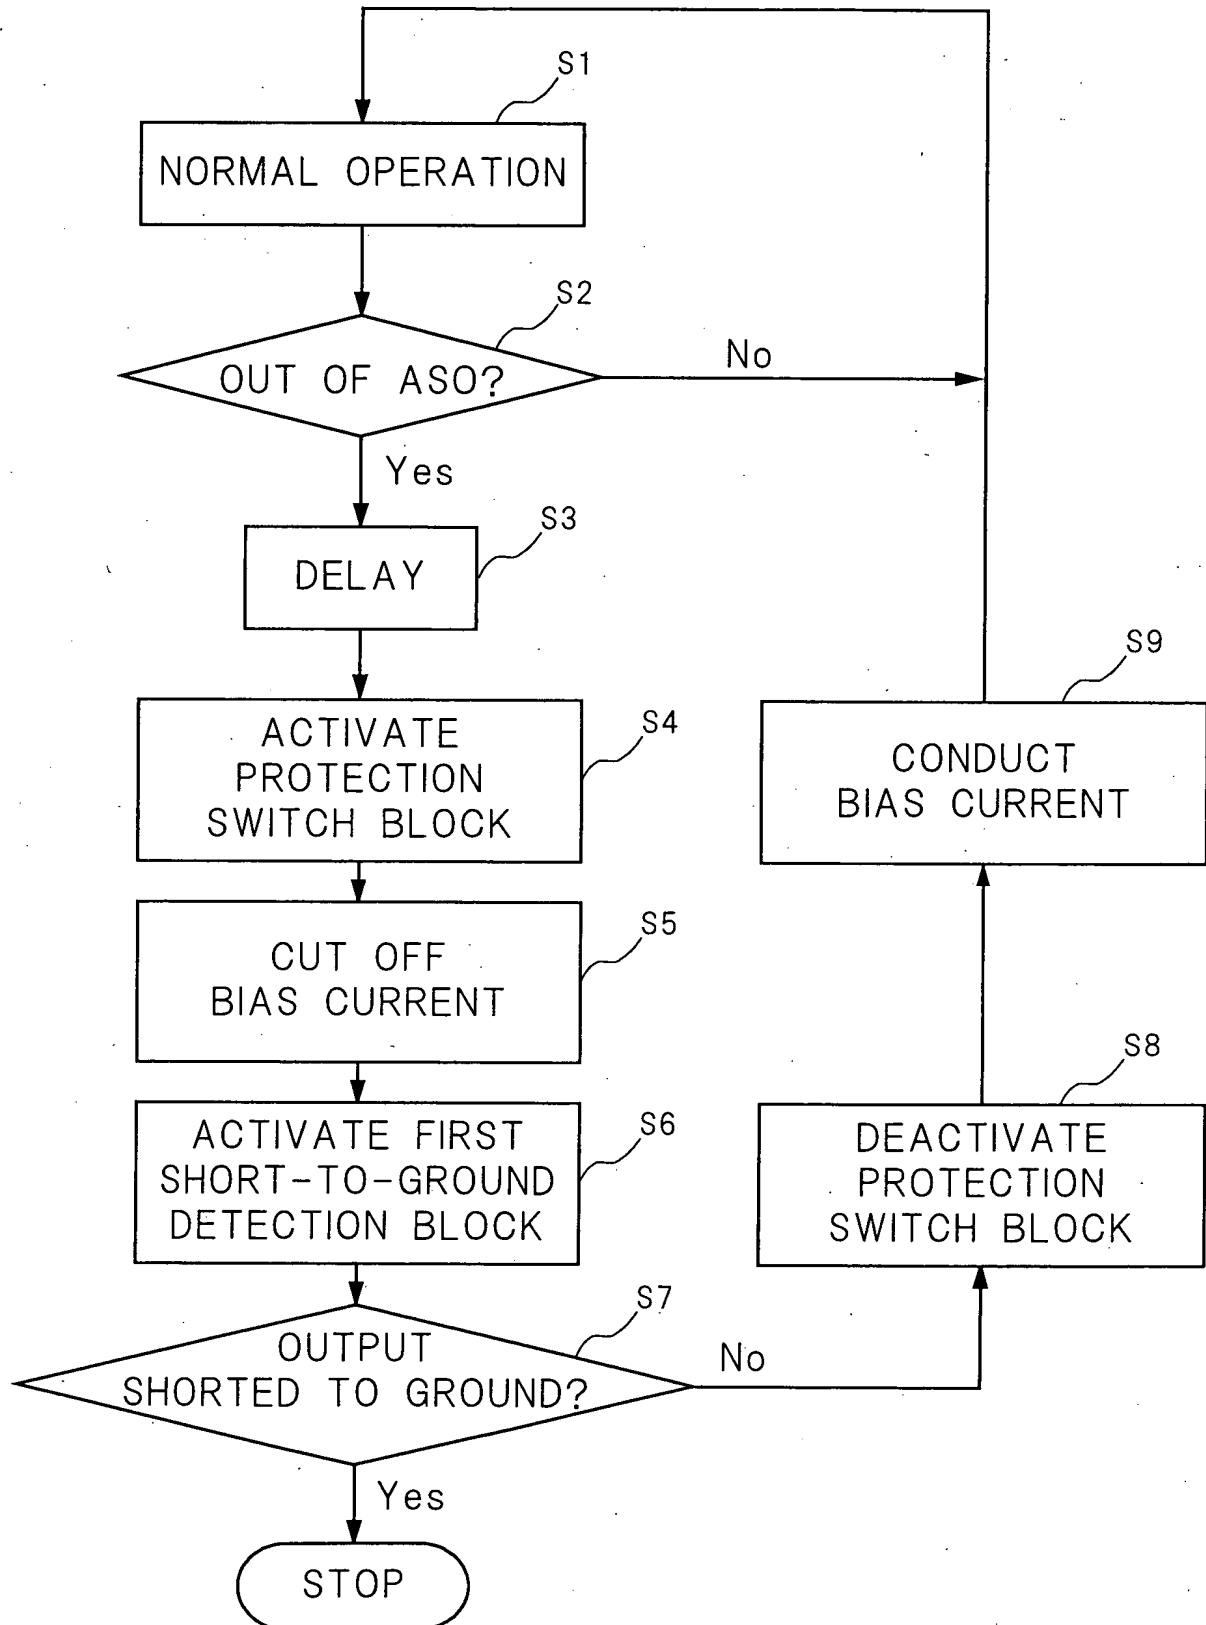 S1
NORMAL OPERATION
S2
OUT OF ASO?
No
Yes
S3
DELAY
S4
ACTIVATE
PROTECTION
SWITCH BLOCK
S5
CUT OFF
BIAS CURRENT
S6
ACTIVATE FIRST
SHORT-TO-GROUND
DETECTION BLOCK
S7
OUTPUT
SHORTED TO GROUND?
No
Yes
STOP
S8
DEACTIVATE
PROTECTION
SWITCH BLOCK
S9
CONDUCT
BIAS CURRENT